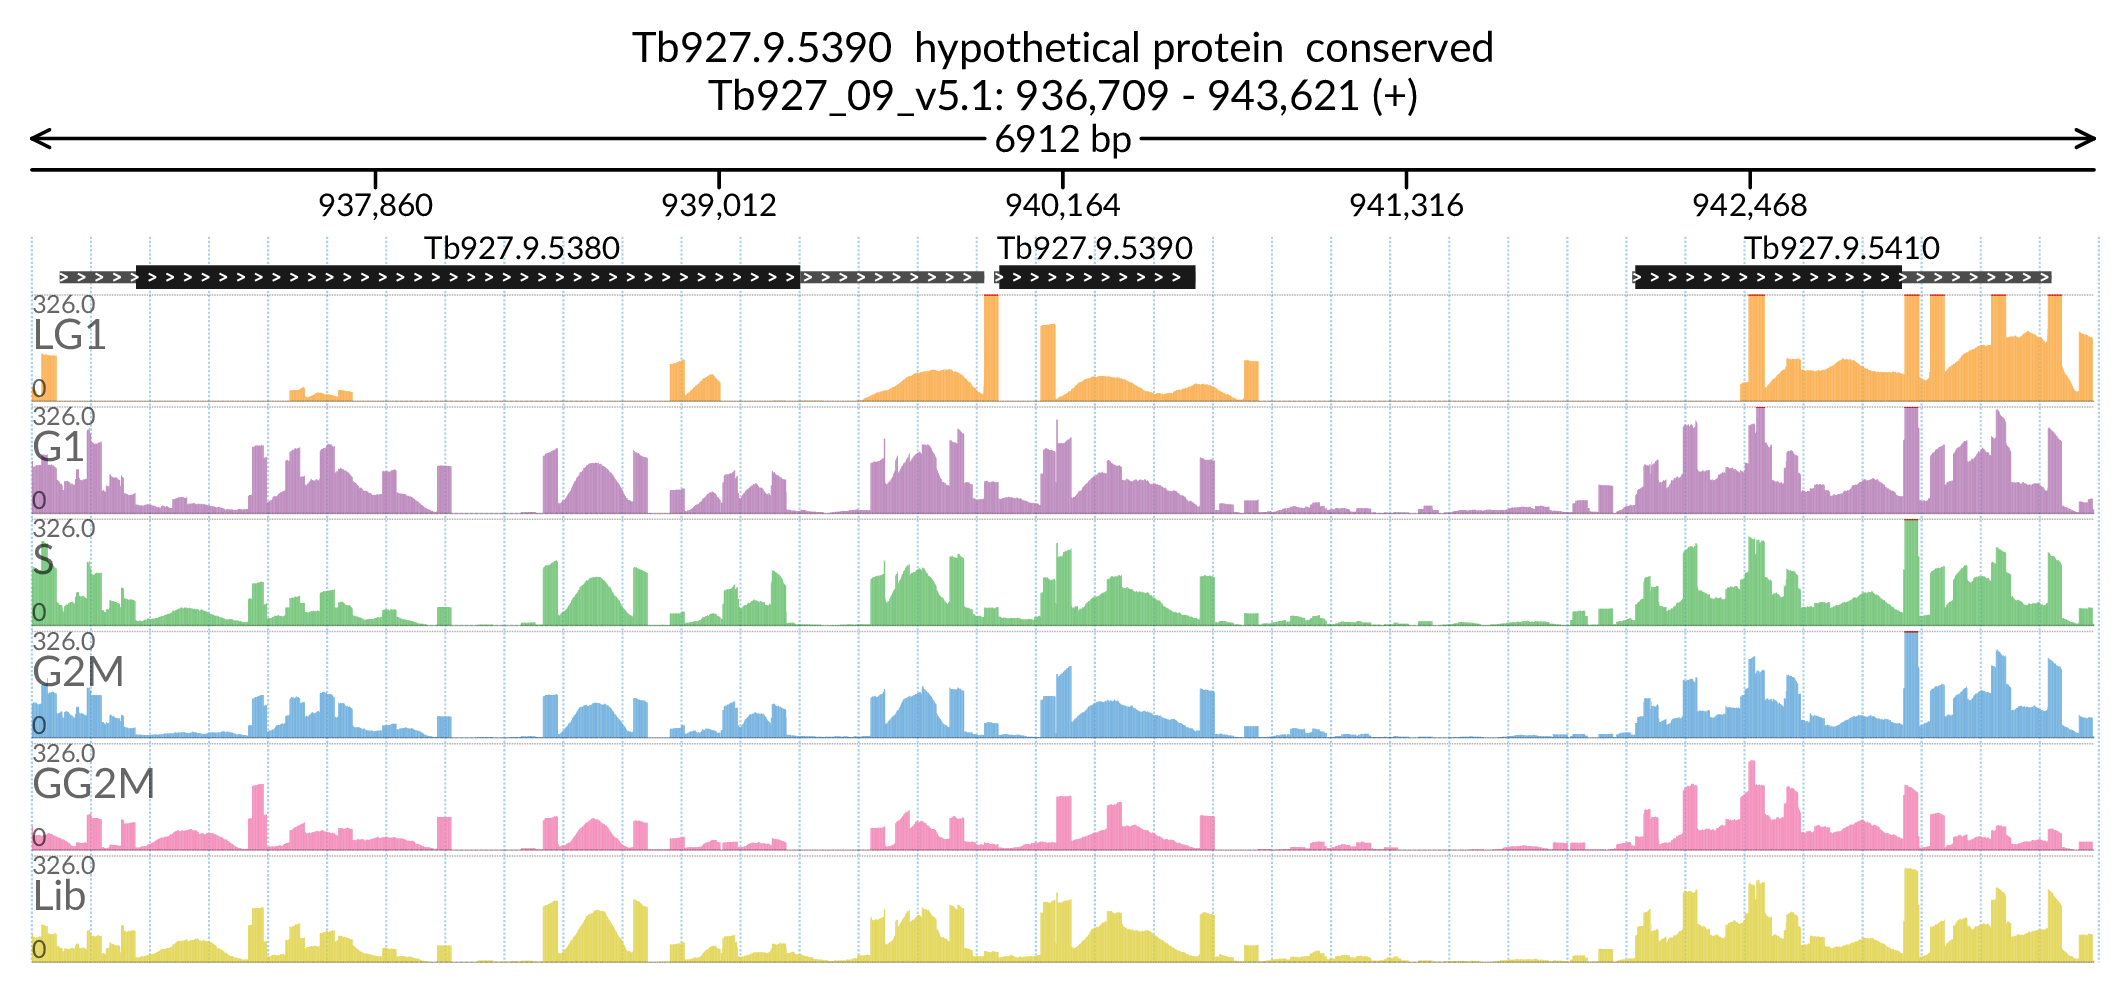 Tb927.9.5390  hypothetical protein  conserved
Tb927_09_v5.1: 936,709 - 943,621 (+)
6912 bp
937,860 939,012 940,164 941,316 942,468
Tb927.9.5380 Tb927.9.5390 Tb927.9.5410
326.0
LG1
0
326.0
G1
0
326.0
S
0
326.0
G2M
0
326.0
GG2M
0
326.0
Lib
0